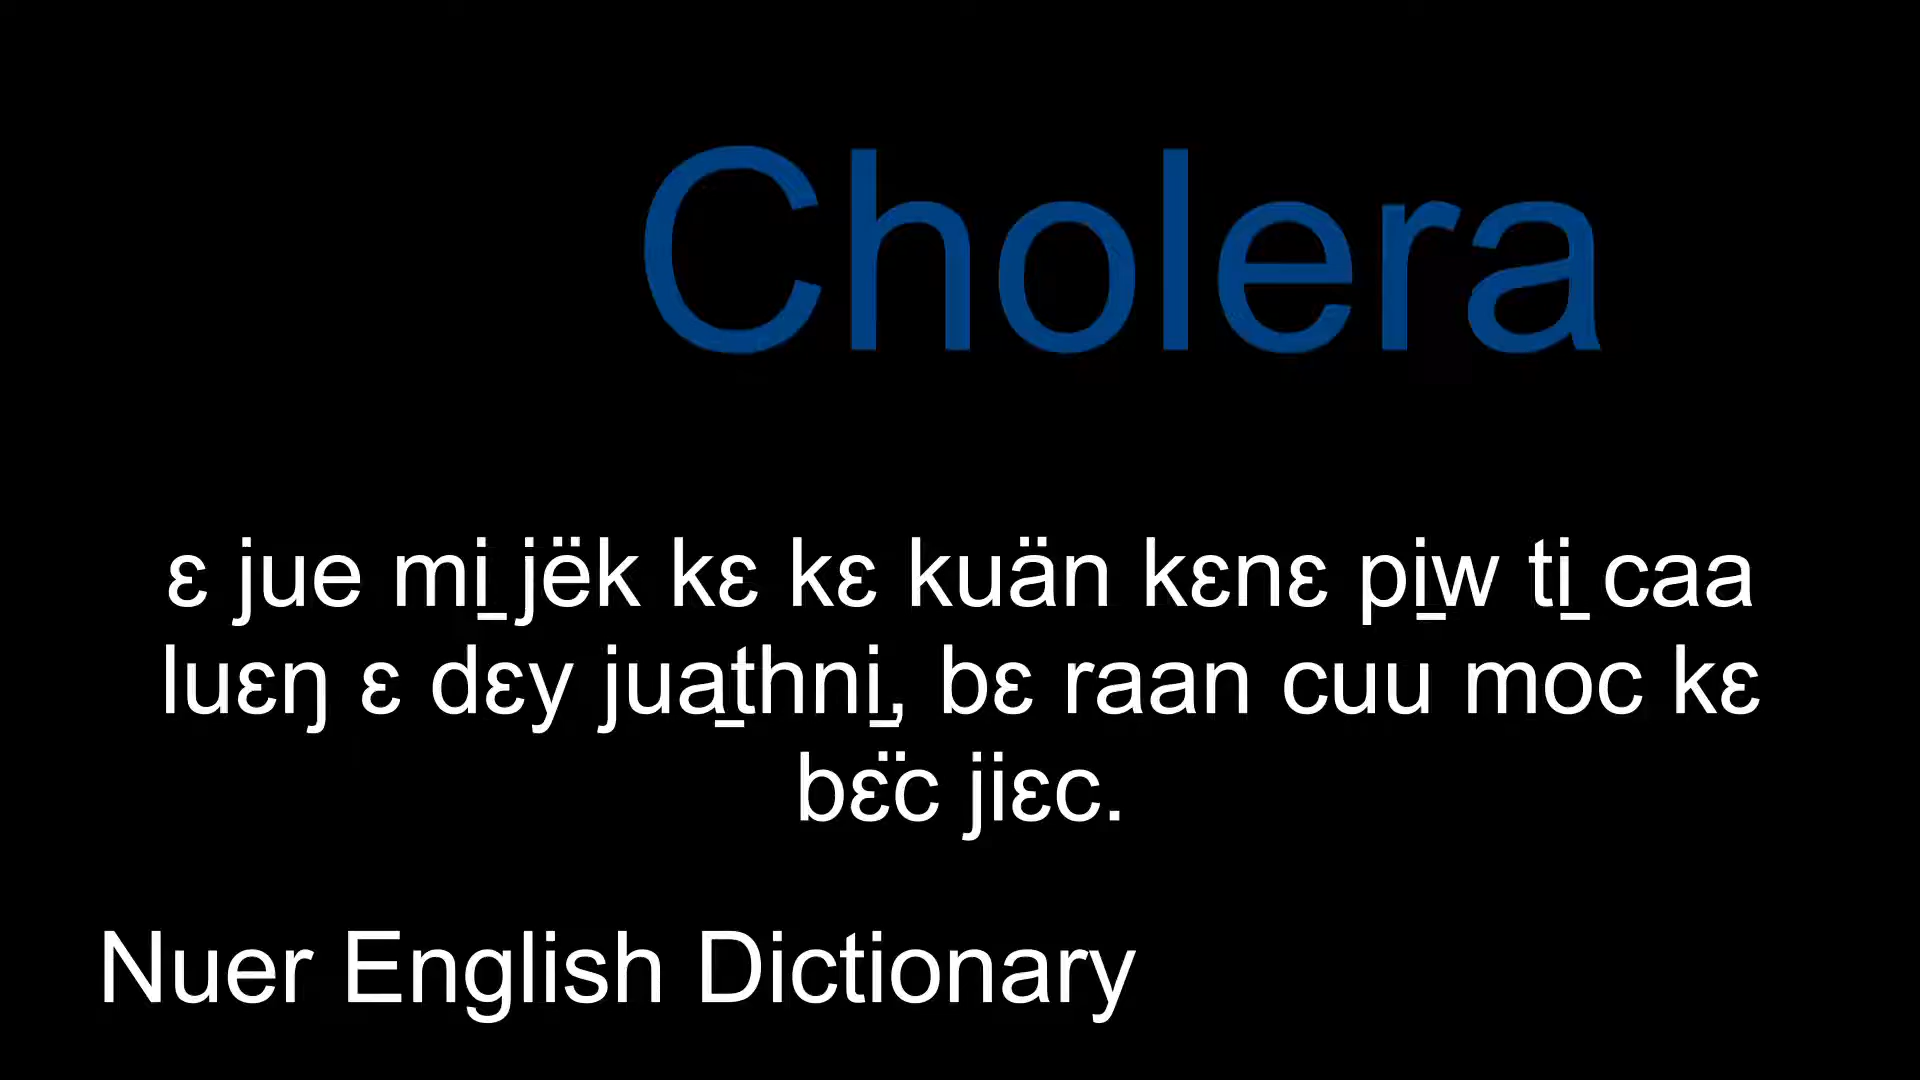 Cholera
ɛ jue mi̱ jëk kɛ kɛ kuän kɛnɛ pi̱w ti̱ caa
luɛŋ ɛ dɛy jua̱thni̱, bɛ raan cuu moc kɛ
bɛ̈c jiɛc.
Nuer English Dictionary